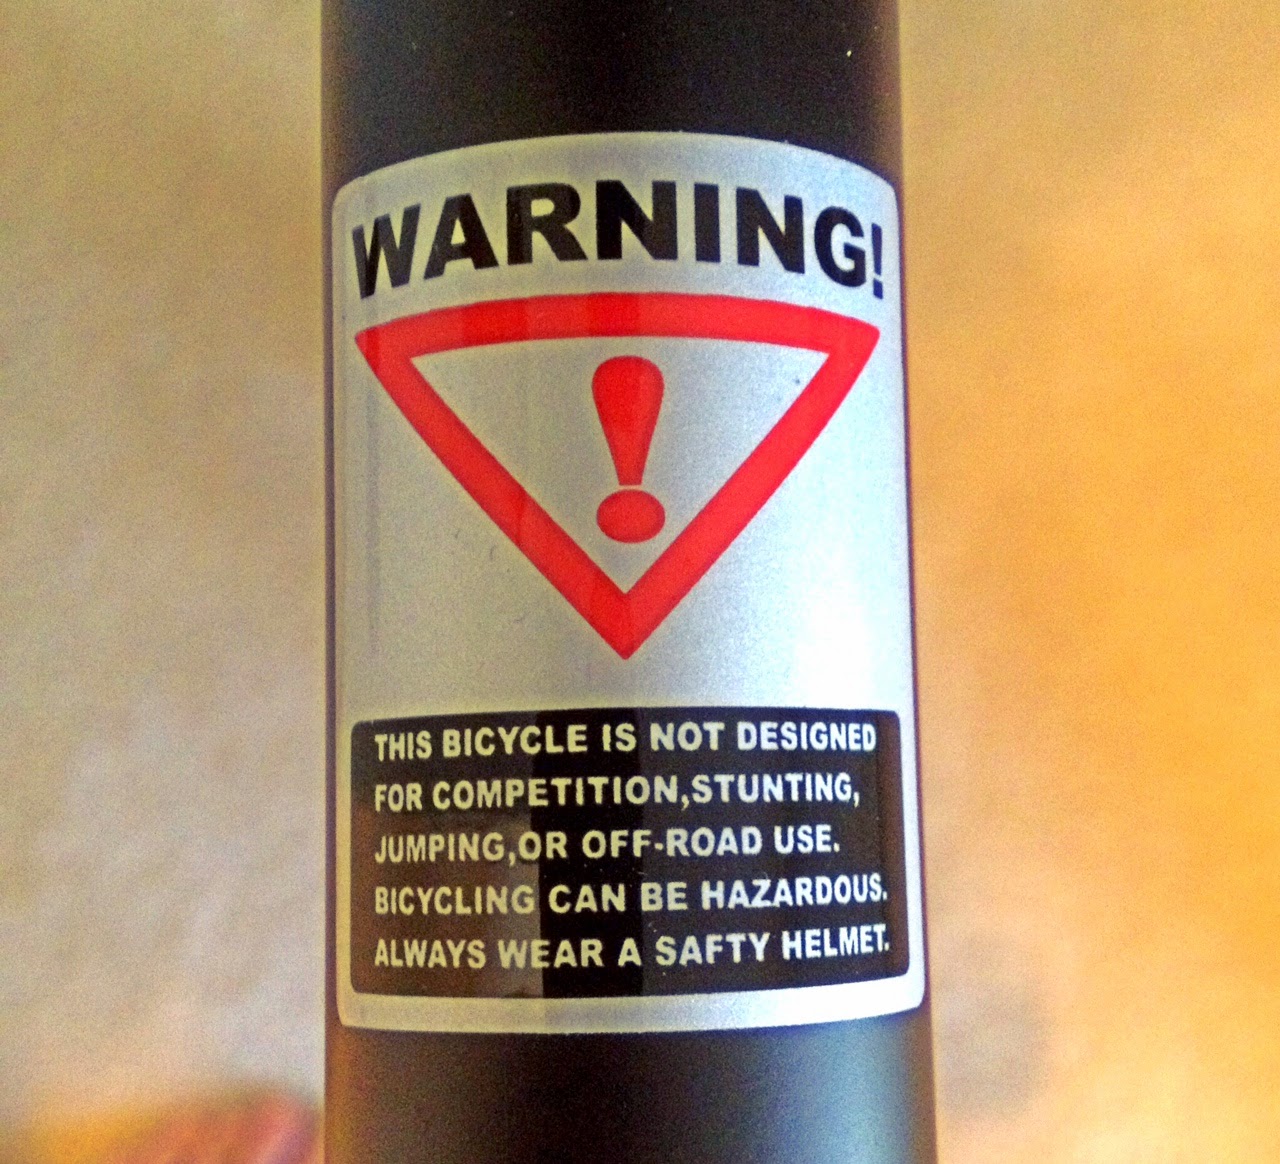 WARNING!
!
THIS BICYCLE IS NOT DESIGNED
FOR COMPETITION,STUNTING,
JUMPING,OR OFF-ROAD USE.
BICYCLING CAN BE HAZARDOUS.
ALWAYS WEAR A SAFTY HELMET.